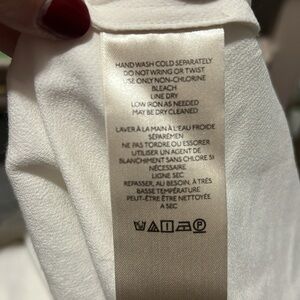 HAND WASH COLD SEPARATELY
DO NOT WRING OR TWIST
USE ONLY NON-CHLORINE
BLEACH
LINE DRY
LOW IRON AS NEEDED
MAY BE DRY CLEANED
LAVER À LA MAIN À L'EAU FROIDE
SÉPARÉMEN
NE PAS TORDRE OU ESSORER
UTILISER UN AGENT DE
BLANCHIMENT SANS CHLORE SI
NÉCESSAIRE
LIGNE SEC
REPASSER, AU BESOIN, À TRÈS
BASSE TEMPÉRATURE
PEUT-ÊTRE ÊTRE NETTOYÉE
A SEC